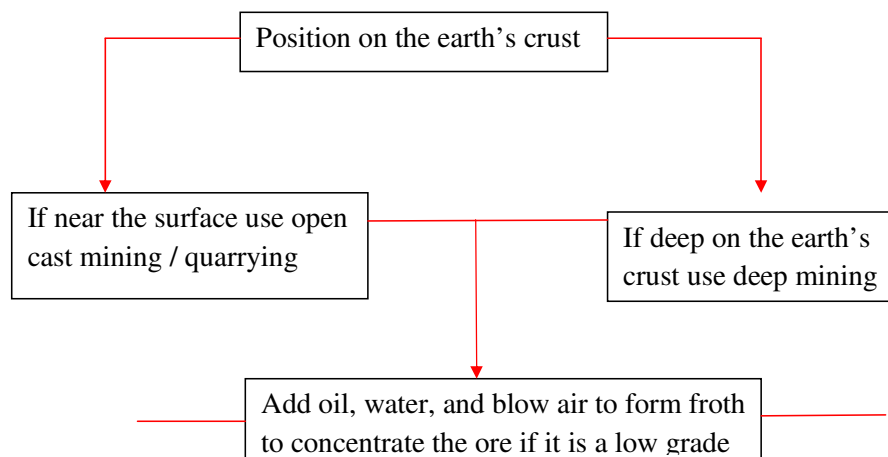 Position on the earth’s crust
If near the surface use open
cast mining / quarrying
If deep on the earth’s
crust use deep mining
Add oil, water, and blow air to form froth
to concentrate the ore if it is a low grade